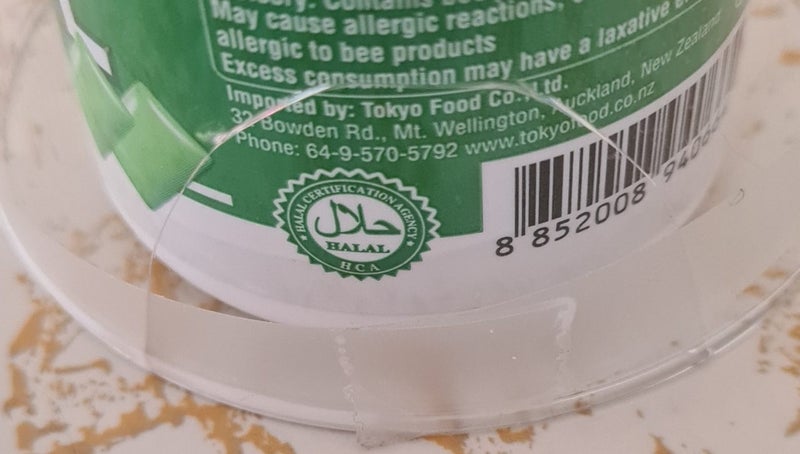 May cause allergic reactions,
allergic to bee products
Excess consumption may have a laxative
Imported by: Tokyo Food Co., Ltd.
32 Bowden Rd., Mt. Wellington, Auckland, New Zealand
Phone: 64-9-570-5792 www.tokyofood.co.nz
HALAL CERTIFICATION AGENCY
حلال
HALAL
HCA
8 852008